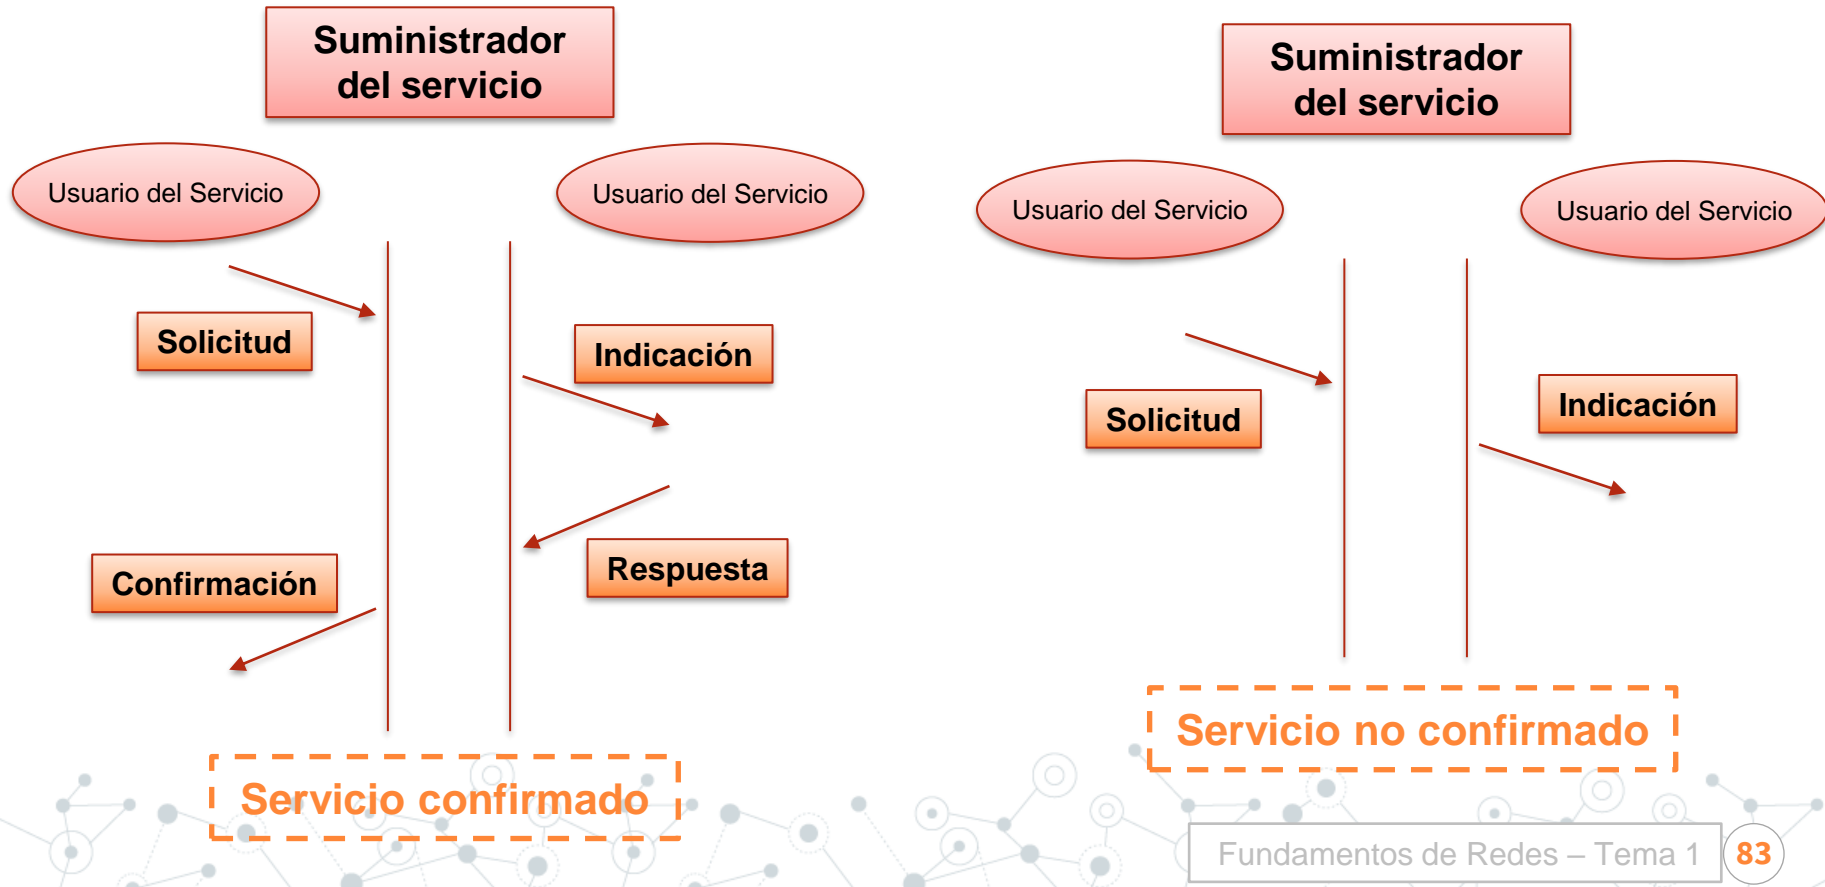 Suministrador
del servicio
Usuario del Servicio
Usuario del Servicio
Solicitud
Indicación
Respuesta
Confirmación
Servicio confirmado
Suministrador
del servicio
Usuario del Servicio
Usuario del Servicio
Solicitud
Indicación
Servicio no confirmado
Fundamentos de Redes – Tema 1
83